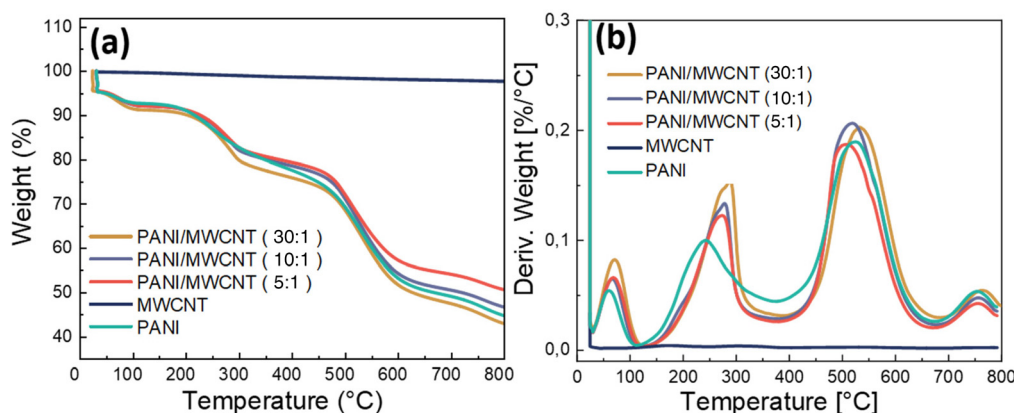 (a)
110
100
90
80
70
60
50
40
Weight (%)
PANI/MWCNT ( 30:1 )
PANI/MWCNT ( 10:1 )
PANI/MWCNT ( 5:1 )
MWCNT
PANI
0 100 200 300 400 500 600 700 800
Temperature (°C)
(b)
0,3
0,2
0,1
0,0
Deriv. Weight [%/°C]
PANI/MWCNT (30:1)
PANI/MWCNT (10:1)
PANI/MWCNT (5:1)
MWCNT
PANI
0 100 200 300 400 500 600 700 800
Temperature [°C]